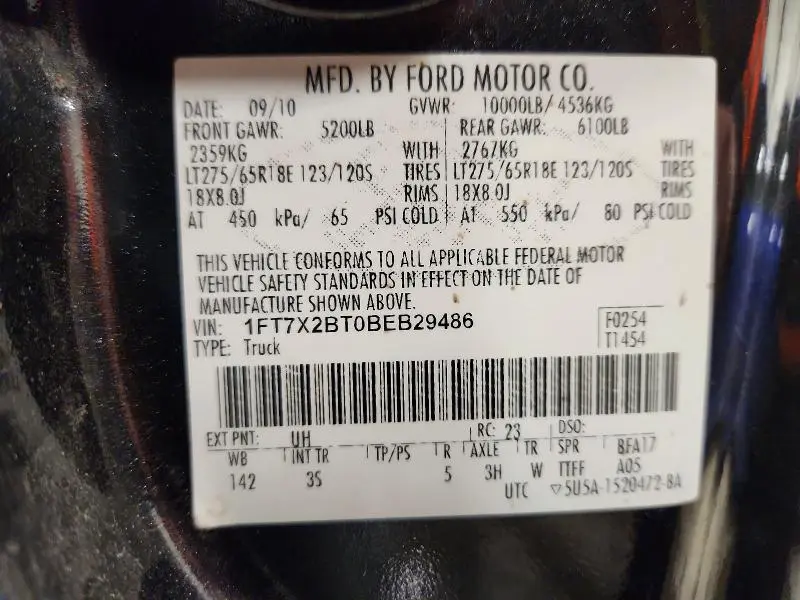 MFD. BY FORD MOTOR CO.
DATE: 09/10 GVWR: 10000LB/ 4536KG
FRONT GAWR: 5200LB REAR GAWR: 6100LB
2359KG WITH 2767KG WITH
LT275/65R18E 123/120S TIRES LT275/65R18E 123/120S TIRES
18X8.0J RIMS 18X8.0J RIMS
AT 450 kPa/ 65 PSI COLD AT 550 kPa/ 80 PSI COLD
THIS VEHICLE CONFORMS TO ALL APPLICABLE FEDERAL MOTOR
VEHICLE SAFETY STANDARDS IN EFFECT ON THE DATE OF
MANUFACTURE SHOWN ABOVE.
VIN: 1FT7X2BT0BEB29486 F0254
TYPE: Truck T1454
EXT PNT: UH RC: 23 DSO:
WB INT TR TP/PS R AXLE TR SPR BFA17
142 3S 5 3H W TTFF A05
UTC ▽5U5A-1520472-BA